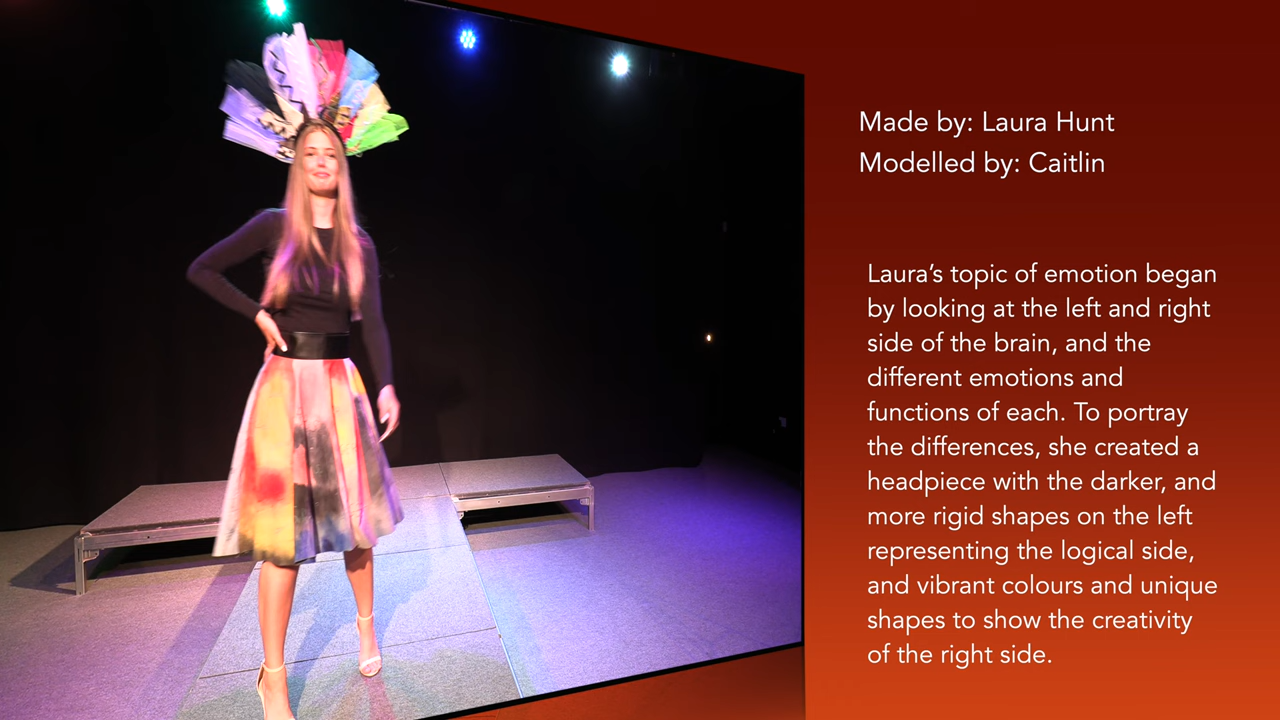 Made by: Laura Hunt
Modelled by: Caitlin
Laura’s topic of emotion began
by looking at the left and right
side of the brain, and the
different emotions and
functions of each. To portray
the differences, she created a
headpiece with the darker, and
more rigid shapes on the left
representing the logical side,
and vibrant colours and unique
shapes to show the creativity
of the right side.